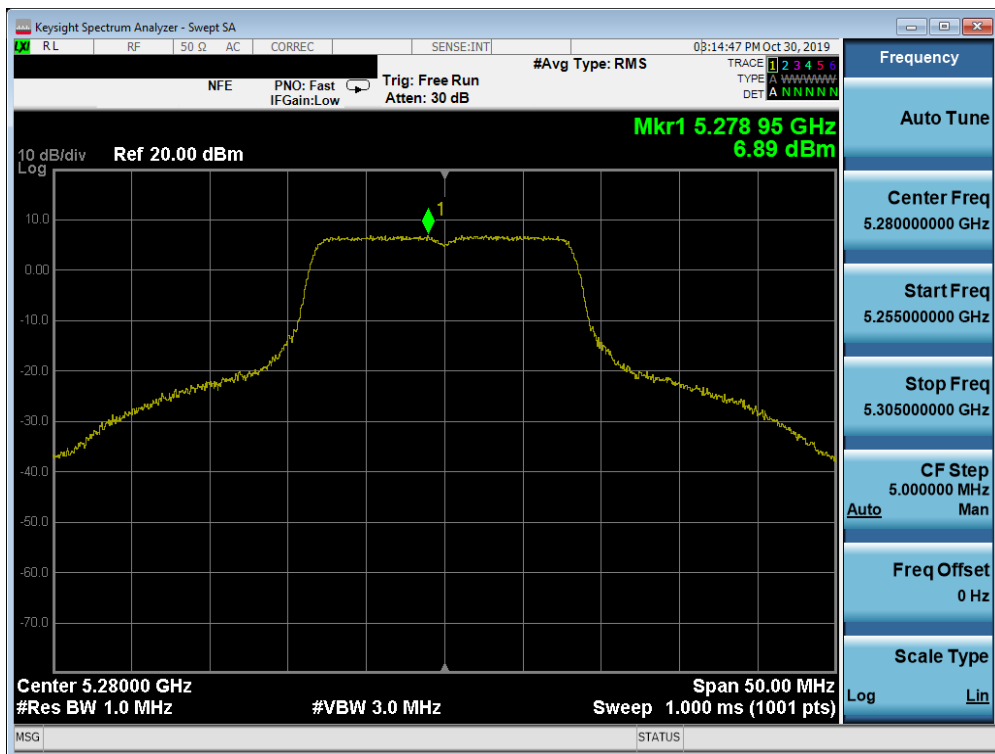 Keysight Spectrum Analyzer - Swept SA
LXI RL RF 50 Ω AC CORREC SENSE:INT 03:14:47 PM Oct 30, 2019
#Avg Type: RMS TRACE 1 2 3 4 5 6
NFE PNO: Fast Trig: Free Run TYPE A WWWWW
IFGain:Low Atten: 30 dB DET A N N N N N
Mkr1 5.278 95 GHz
10 dB/div Ref 20.00 dBm 6.89 dBm
Log
1
10.0
0.00
-10.0
-20.0
-30.0
-40.0
-50.0
-60.0
-70.0
Center 5.28000 GHz Span 50.00 MHz
#Res BW 1.0 MHz #VBW 3.0 MHz Sweep 1.000 ms (1001 pts)
MSG STATUS
Frequency
Auto Tune
Center Freq
5.280000000 GHz
Start Freq
5.255000000 GHz
Stop Freq
5.305000000 GHz
CF Step
5.000000 MHz
Auto Man
Freq Offset
0 Hz
Scale Type
Log Lin